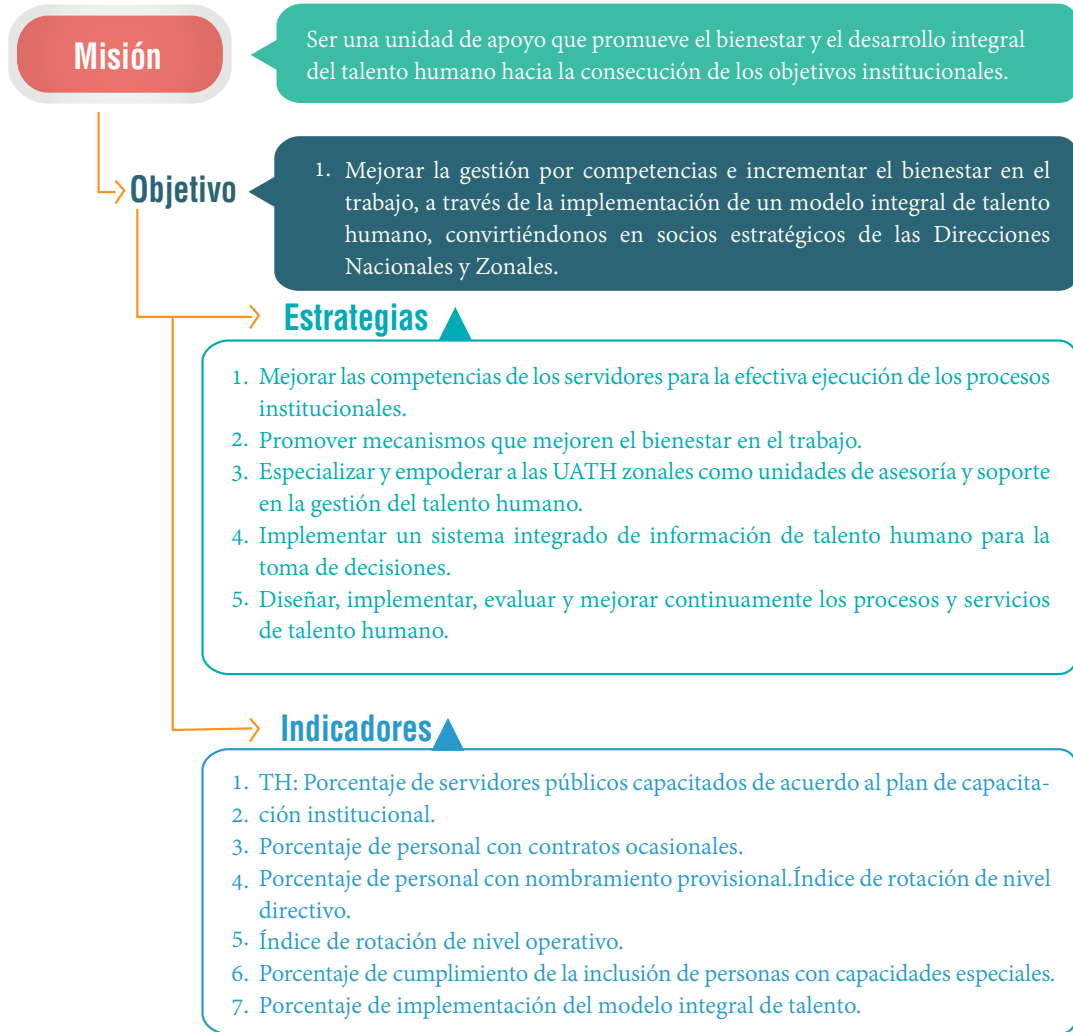 Misión
Ser una unidad de apoyo que promueve el bienestar y el desarrollo integral
del talento humano hacia la consecución de los objetivos institucionales.
Objetivo
1. Mejorar la gestión por competencias e incrementar el bienestar en el
trabajo, a través de la implementación de un modelo integral de talento
humano, convirtiéndonos en socios estratégicos de las Direcciones
Nacionales y Zonales.
Estrategias
1. Mejorar las competencias de los servidores para la efectiva ejecución de los procesos
institucionales.
2. Promover mecanismos que mejoren el bienestar en el trabajo.
3. Especializar y empoderar a las UATH zonales como unidades de asesoría y soporte
en la gestión del talento humano.
4. Implementar un sistema integrado de información de talento humano para la
toma de decisiones.
5. Diseñar, implementar, evaluar y mejorar continuamente los procesos y servicios
de talento humano.
Indicadores
1. TH: Porcentaje de servidores públicos capacitados de acuerdo al plan de capacita-
2. ción institucional.
3. Porcentaje de personal con contratos ocasionales.
4. Porcentaje de personal con nombramiento provisional.Índice de rotación de nivel
directivo.
5. Índice de rotación de nivel operativo.
6. Porcentaje de cumplimiento de la inclusión de personas con capacidades especiales.
7. Porcentaje de implementación del modelo integral de talento.